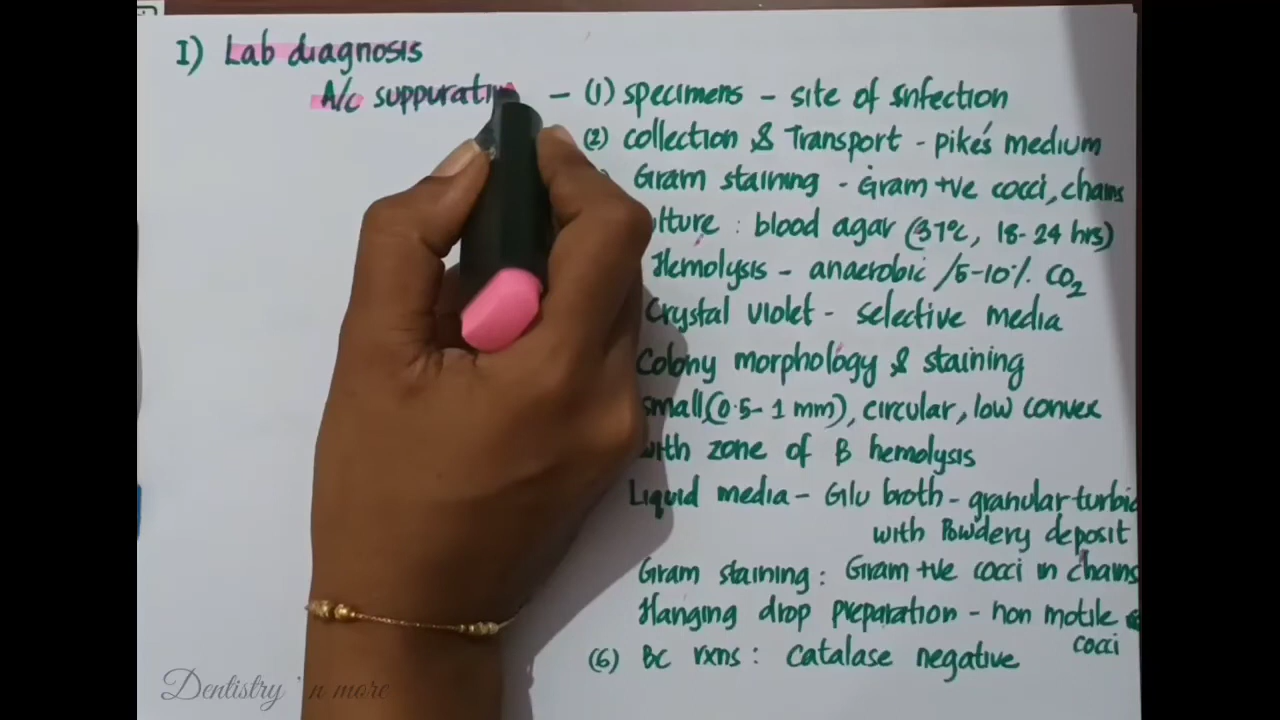 I) Lab diagnosis
A/c suppurati — (1) specimens – site of infection
(2) collection & Transport - pike's medium
Gram staining - Gram +ve cocci, chains
ulture : blood agar (37°c, 18-24 hrs)
Hemolysis - anaerobic /5-10% CO2
Crystal violet - selective media
Colony morphology & staining
small(0.5-1 mm), circular, low convex
with zone of B hemolysis
Liquid media - Glu broth - granular turbid
with Powdery deposit
Gram staining : Gram +ve cocci in chains
Hanging drop preparation - non motile
cocci
(6) BC rxns : catalase negative
Dentistry 'n more